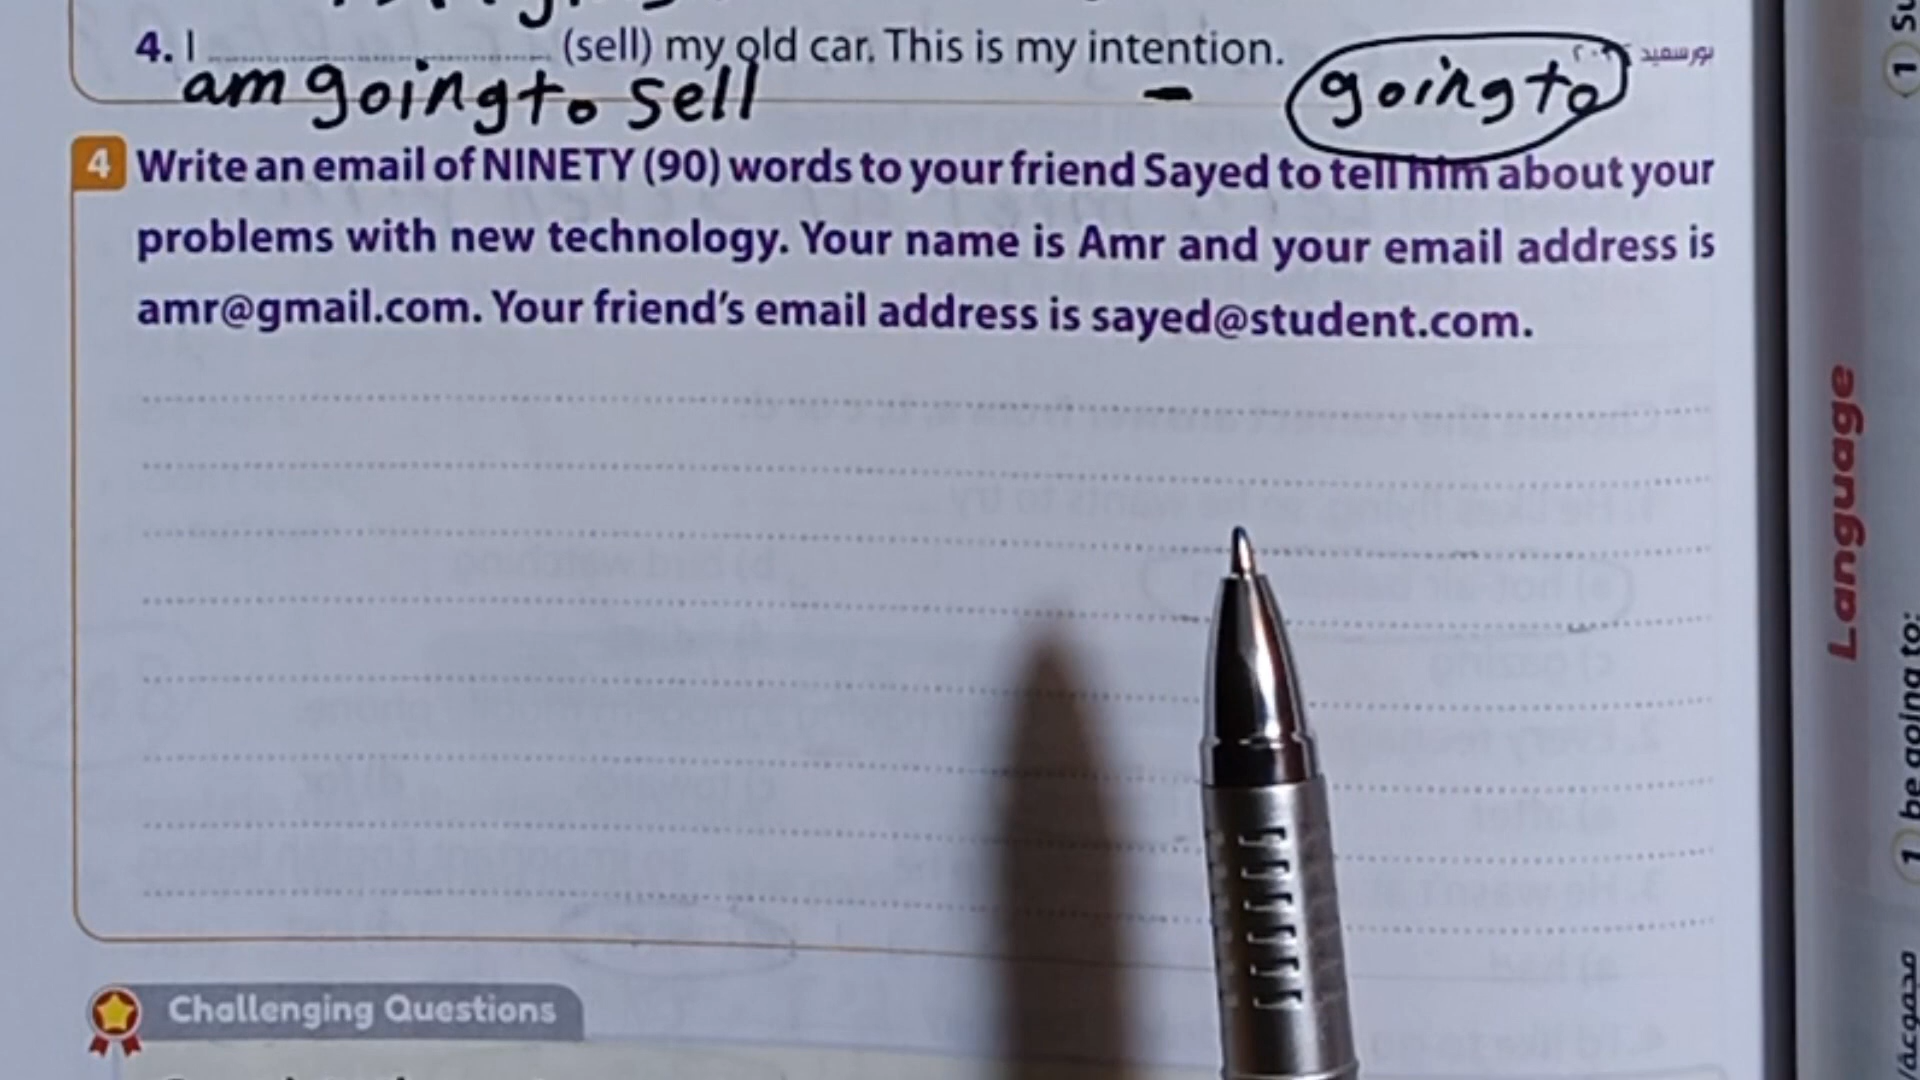 4. I ........................ (sell) my old car. This is my intention. بورسعيد
am going to sell - going to
4 Write an email of NINETY (90) words to your friend Sayed to tell him about your
problems with new technology. Your name is Amr and your email address is
amr@gmail.com. Your friend's email address is sayed@student.com.
Challenging Questions
Language
1 be going to:
1 Su